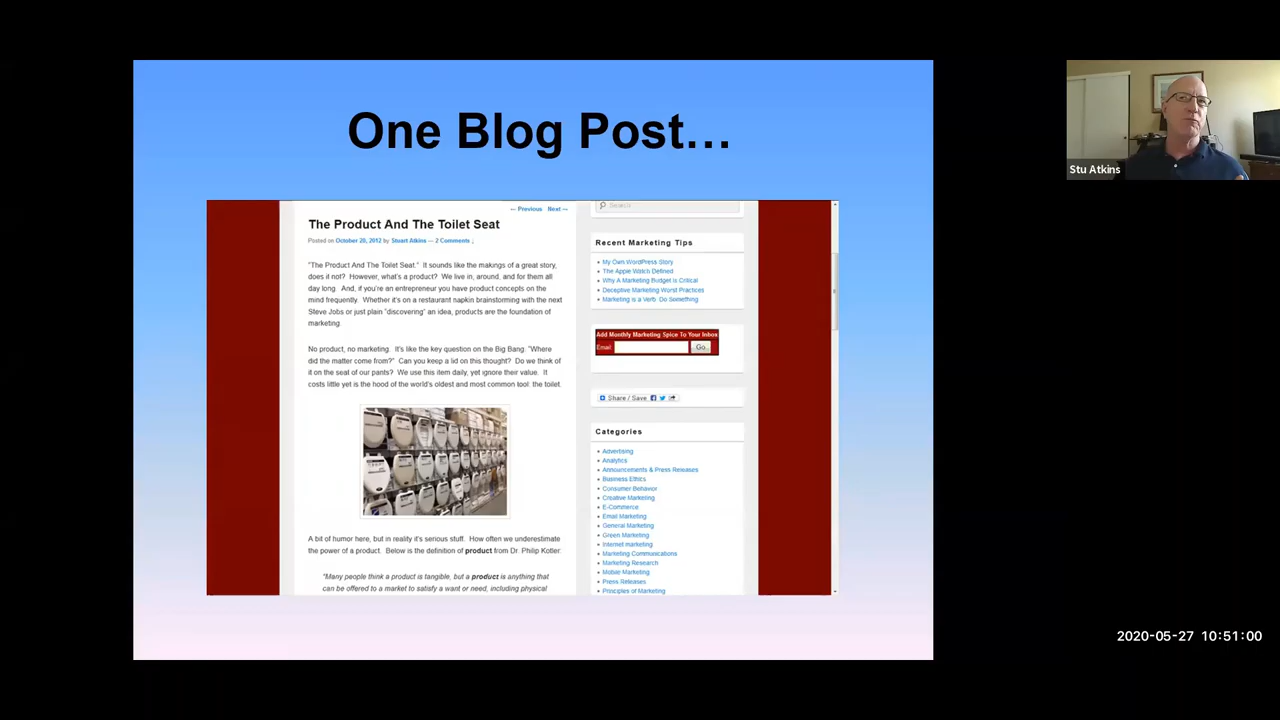 One Blog Post…
← Previous Next →
The Product And The Toilet Seat
Posted on October 28, 2012 by Stuart Atkins — 2 Comments ↓
"The Product And The Toilet Seat." It sounds like the makings of a great story,
does it not? However, what's a product? We live in, around, and for them all
day long. And, if you're an entrepreneur you have product concepts on the
mind frequently. Whether it's on a restaurant napkin brainstorming with the next
Steve Jobs or just plain "discovering" an idea, products are the foundation of
marketing.
No product, no marketing. It's like the key question on the Big Bang. "Where
did the matter come from?" Can you keep a lid on this thought? Do we think of
it on the seat of our pants? We use this item daily, yet ignore their value. It
costs little yet is the hood of the world's oldest and most common tool: the toilet.
A bit of humor here, but in reality it's serious stuff. How often we underestimate
the power of a product. Below is the definition of product from Dr. Philip Kotler:
"Many people think a product is tangible, but a product is anything that
can be offered to a market to satisfy a want or need, including physical
Search
Recent Marketing Tips
My Own WordPress Story
The Apple Watch Defined
Why A Marketing Budget is Critical
Deceptive Marketing Worst Practices
Marketing is a Verb: Do Something
Add Monthly Marketing Spice To Your Inbox
Email: Go
Share / Save
Categories
Advertising
Analytics
Announcements & Press Releases
Business Ethics
Consumer Behavior
Creative Marketing
E-Commerce
Email Marketing
General Marketing
Green Marketing
Internet marketing
Marketing Communications
Marketing Research
Mobile Marketing
Press Releases
Principles of Marketing
Stu Atkins
2020-05-27 10:51:00